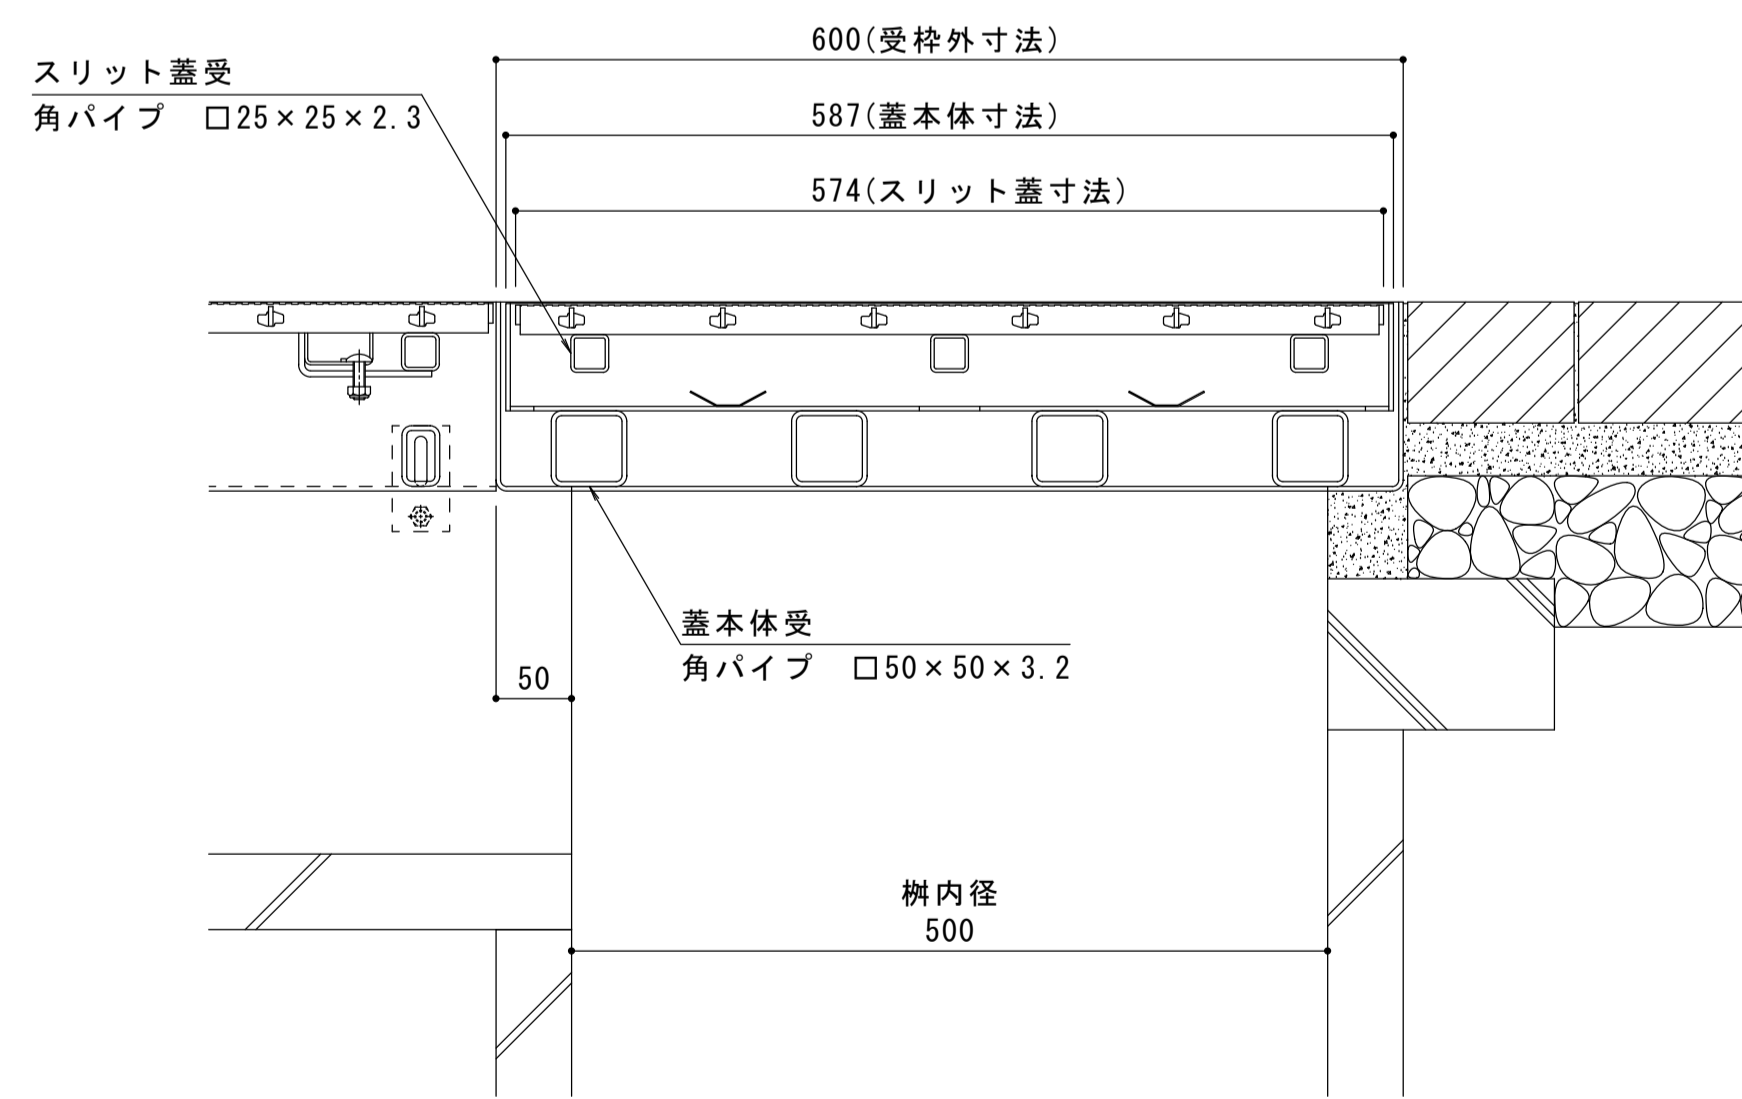 600(受枠外寸法)
スリット蓋受
角パイプ □25×25×2.3
587(蓋本体寸法)
574(スリット蓋寸法)
蓋本体受
角パイプ □50×50×3.2
50
桝内径
500